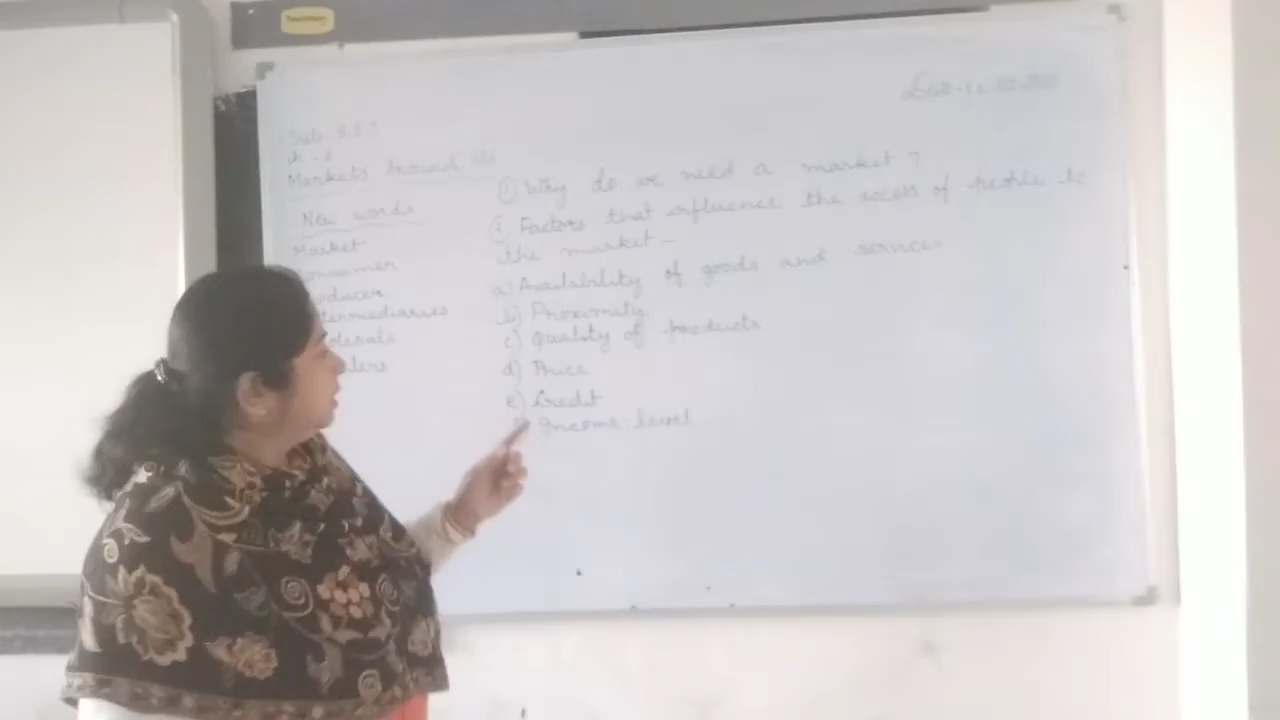 Sub- S.S.T
Markets Around Us
New words
Market
① Why do we need a market?
Factors that influence the access of people to
the market-
a) Availability of goods and services
b) Proximity
c) Quality of products
d) Price
e) Credit
Income level